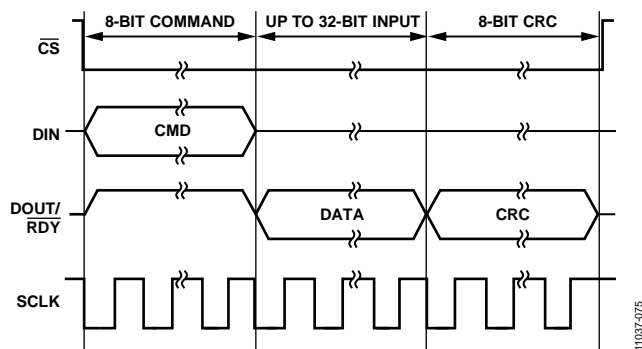 8-BIT COMMAND UP TO 32-BIT INPUT 8-BIT CRC
CS
DIN CMD
DOUT/
RDY DATA CRC
SCLK
11037-075